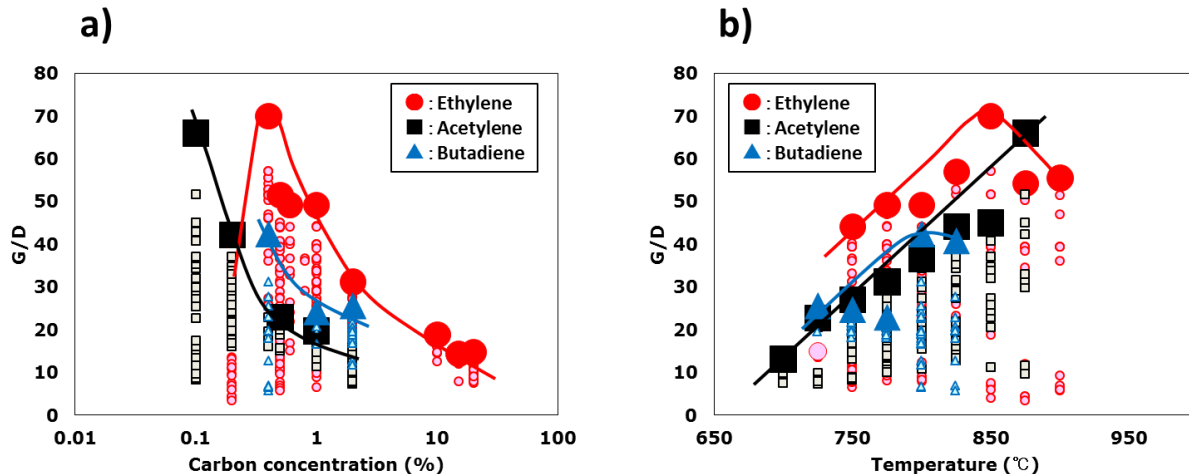 a)
G/D
80
70
60
50
40
30
20
10
0
0.01
0.1
1
10
100
Carbon concentration (%)
: Ethylene
: Acetylene
: Butadiene
b)
G/D
80
70
60
50
40
30
20
10
0
650
750
850
950
Temperature (℃)
: Ethylene
: Acetylene
: Butadiene